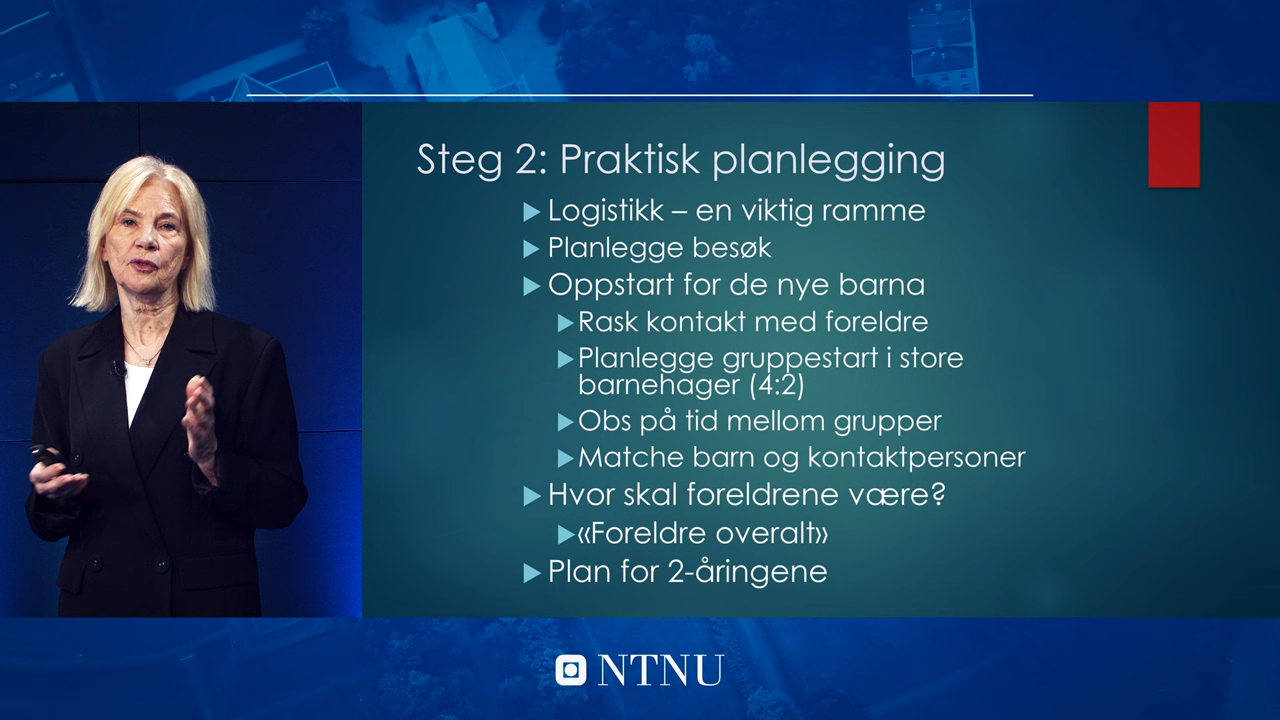 Steg 2: Praktisk planlegging
Logistikk – en viktig ramme
Planlegge besøk
Oppstart for de nye barna
Rask kontakt med foreldre
Planlegge gruppestart i store
barnehager (4:2)
Obs på tid mellom grupper
Matche barn og kontaktpersoner
Hvor skal foreldrene være?
«Foreldre overalt»
Plan for 2-åringene
NTNU